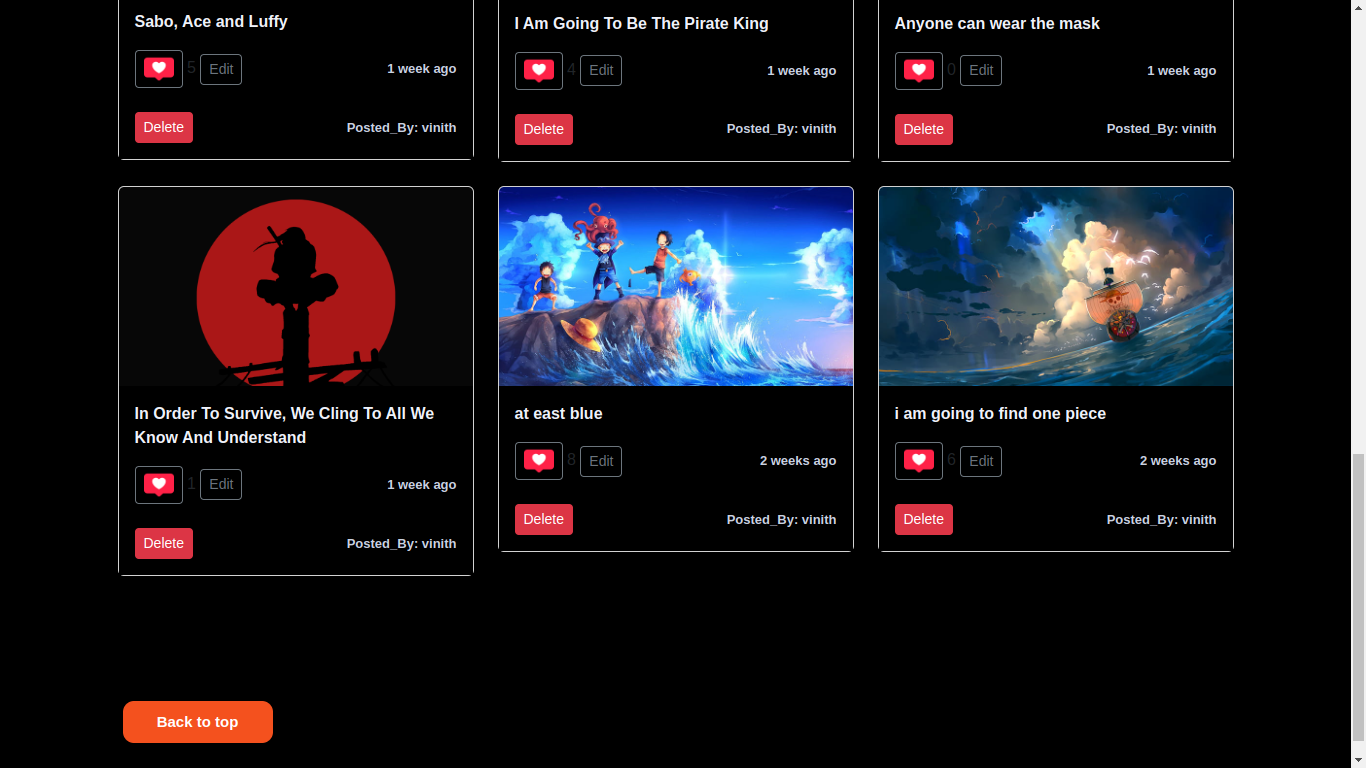 Sabo, Ace and Luffy
I Am Going To Be The Pirate King
Anyone can wear the mask
5 Edit 1 week ago
4 Edit 1 week ago
0 Edit 1 week ago
Delete Posted_By: vinith
Delete Posted_By: vinith
Delete Posted_By: vinith
In Order To Survive, We Cling To All We
Know And Understand
1 Edit 1 week ago
Delete Posted_By: vinith
at east blue
8 Edit 2 weeks ago
Delete Posted_By: vinith
i am going to find one piece
6 Edit 2 weeks ago
Delete Posted_By: vinith
Back to top